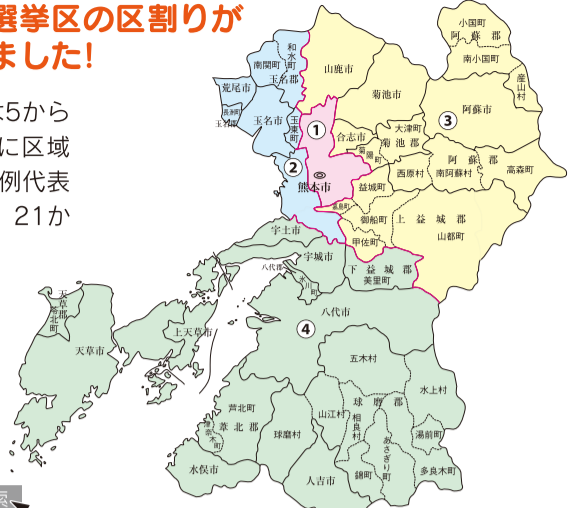 選挙区の区割りが
ました!
は5から
に区域
例代表
21か
小国町
阿蘇郡
南小国町
産山村
和水町
南関町
玉名郡
山鹿市
荒尾市
菊池市
阿蘇市
長洲町
玉名郡
玉名市
玉東町
①
合志市
大津町
菊池郡
③
菊陽町
②
阿蘇郡
高森町
西原村
南阿蘇村
熊本市
益城町
嘉島町
御船町
上益城郡
甲佐町
山都町
宇土市
宇城市
下益城郡
美里町
八代郡
氷川町
天草郡
苓北町
八代市
上天草市
④
天草市
五木村
水上村
芦北町
山江村
球磨郡
葦北郡
球磨村
相良村
湯前町
津奈木町
あさぎり町
水俣市
錦町
多良木町
人吉市
索